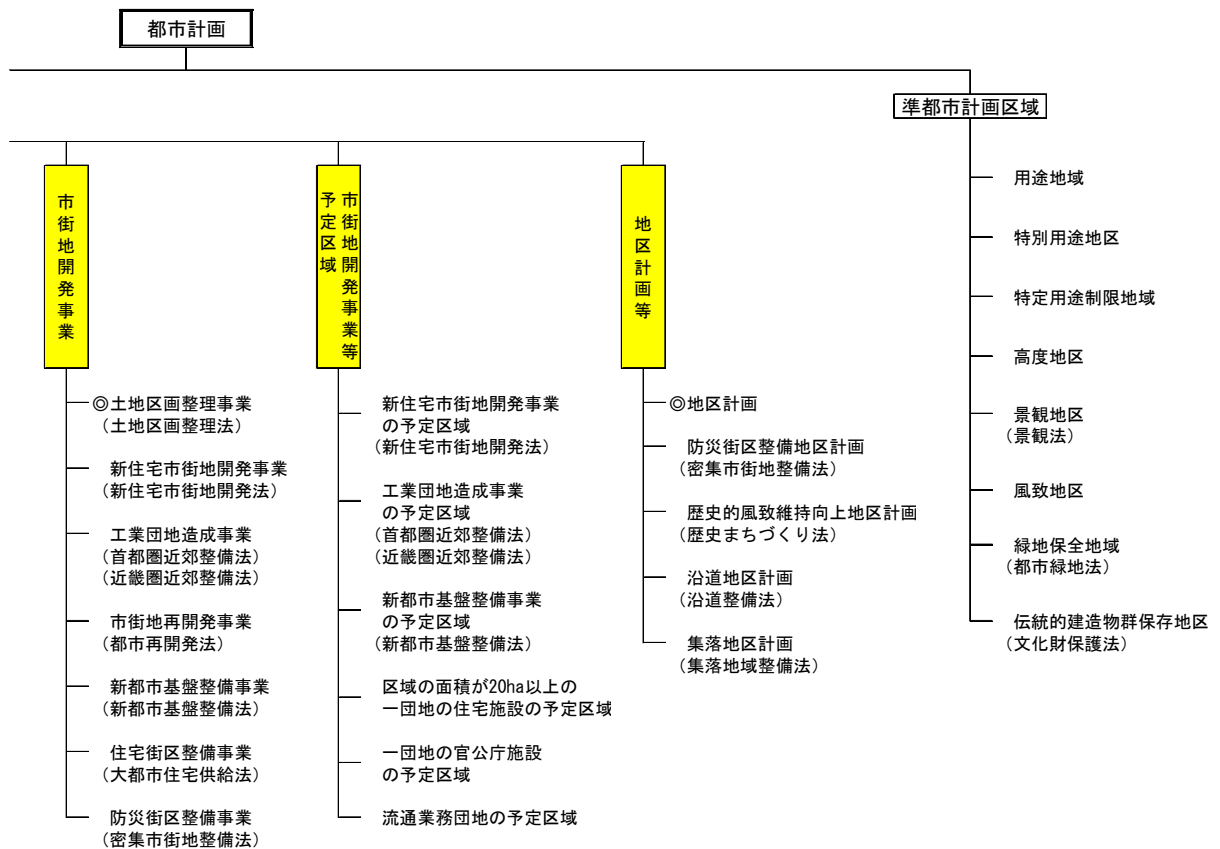 都市計画
準都市計画区域
市街地開発事業
◎土地区画整理事業
（土地区画整理法）
新住宅市街地開発事業
（新住宅市街地開発法）
工業団地造成事業
（首都圏近郊整備法）
（近畿圏近郊整備法）
市街地再開発事業
（都市再開発法）
新都市基盤整備事業
（新都市基盤整備法）
住宅街区整備事業
（大都市住宅供給法）
防災街区整備事業
（密集市街地整備法）
市街地開発事業等
予定区域
新住宅市街地開発事業
の予定区域
（新住宅市街地開発法）
工業団地造成事業
の予定区域
（首都圏近郊整備法）
（近畿圏近郊整備法）
新都市基盤整備事業
の予定区域
（新都市基盤整備法）
区域の面積が20ha以上の
一団地の住宅施設の予定区域
一団地の官公庁施設
の予定区域
流通業務団地の予定区域
地区計画等
◎地区計画
防災街区整備地区計画
（密集市街地整備法）
歴史的風致維持向上地区計画
（歴史まちづくり法）
沿道地区計画
（沿道整備法）
集落地区計画
（集落地域整備法）
用途地域
特別用途地区
特定用途制限地域
高度地区
景観地区
（景観法）
風致地区
緑地保全地域
（都市緑地法）
伝統的建造物群保存地区
（文化財保護法）